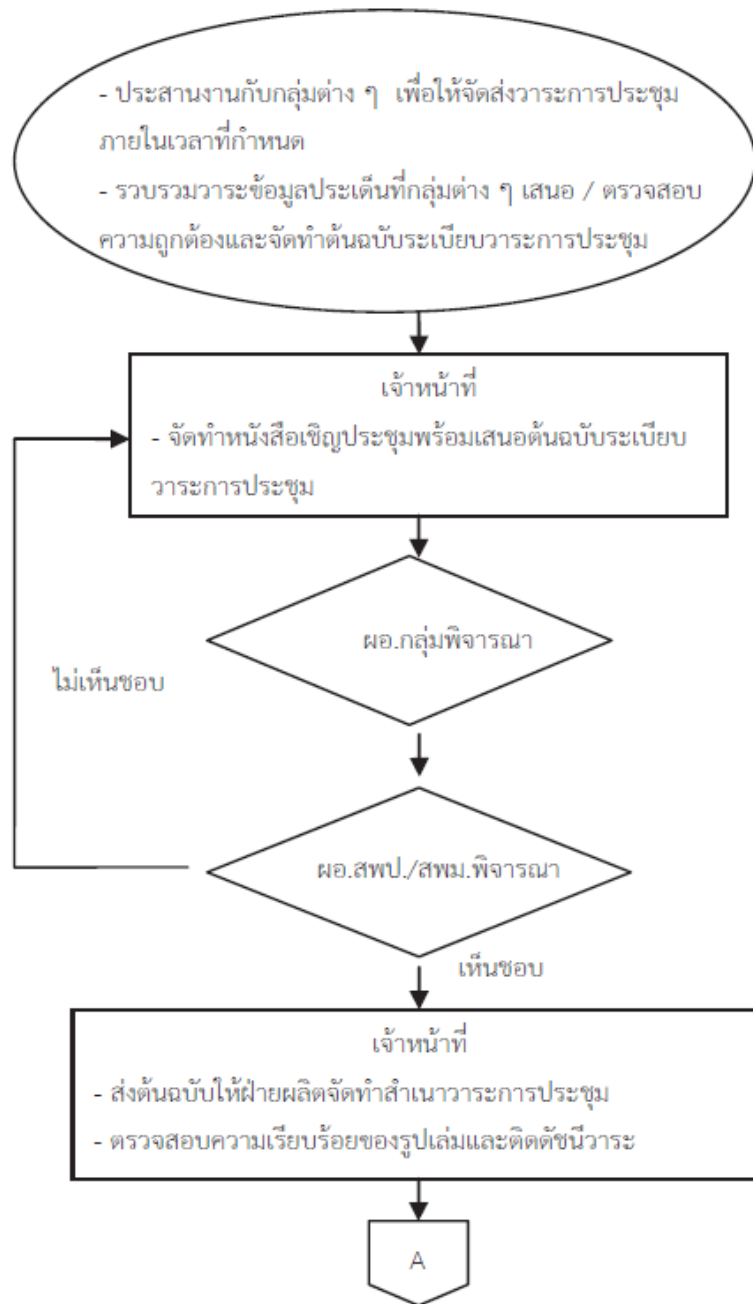 - ประสานงานกับกลุ่มต่าง ๆ เพื่อให้จัดส่งวาระการประชุม
ภายในเวลาที่กำหนด
- รวบรวมวาระข้อมูลประเด็นที่กลุ่มต่าง ๆ เสนอ / ตรวจสอบ
ความถูกต้องและจัดทำต้นฉบับระเบียบวาระการประชุม
เจ้าหน้าที่
- จัดทำหนังสือเชิญประชุมพร้อมเสนอต้นฉบับระเบียบ
วาระการประชุม
ผอ.กลุ่มพิจารณา
ไม่เห็นชอบ
ผอ.สพป./สพม.พิจารณา
เห็นชอบ
เจ้าหน้าที่
- ส่งต้นฉบับให้ฝ่ายผลิตจัดทำสำเนาวาระการประชุม
- ตรวจสอบความเรียบร้อยของรูปเล่มและติดดัชนีวาระ
A